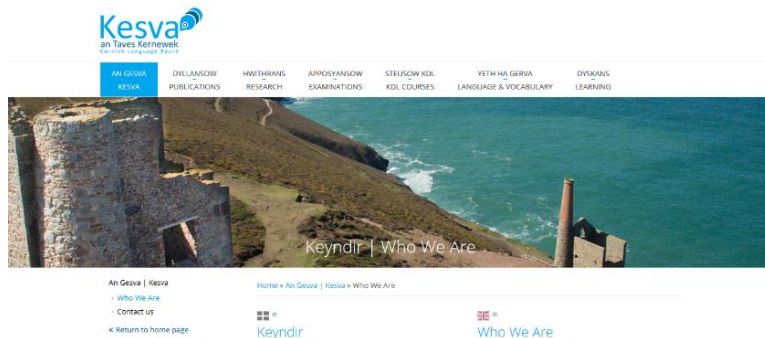 Kesva
an Taves Kernewek
Cornish Language Board
AN GESVA DYLLANSOW HWITHRANS APPOSYANSOW STEUSOW KDL YETH HA GERVA DYSKANS
KESVA PUBLICATIONS RESEARCH EXAMINATIONS KDL COURSES LANGUAGE & VOCABULARY LEARNING
Keyndir | Who We Are
An Gesva | Kesva
Home » An Gesva | Kesva » Who We Are
Who We Are
Contact us
« Return to home page
Keyndir
Who We Are